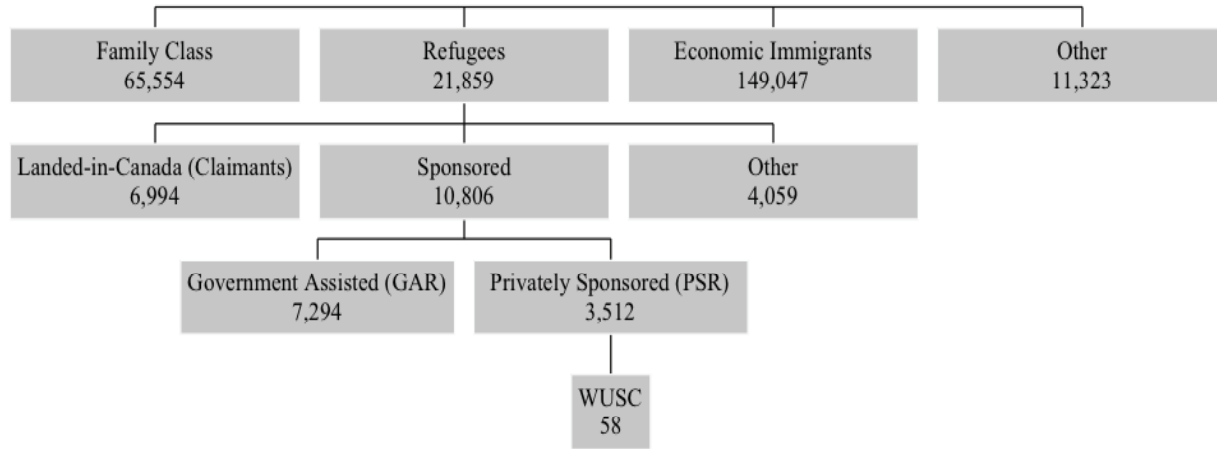 Family Class
65,554
Refugees
21,859
Economic Immigrants
149,047
Other
11,323
Landed-in-Canada (Claimants)
6,994
Sponsored
10,806
Other
4,059
Government Assisted (GAR)
7,294
Privately Sponsored (PSR)
3,512
WUSC
58